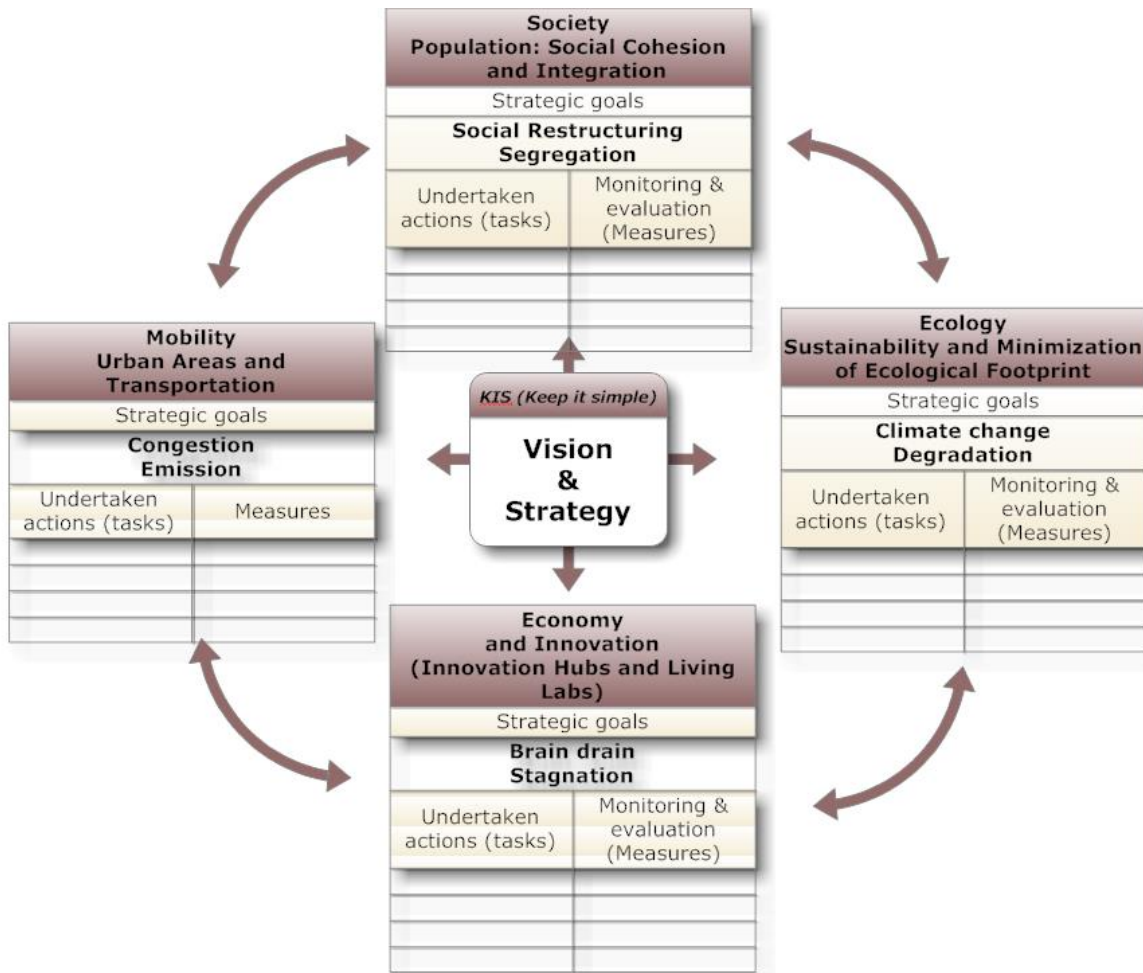 Society
Population: Social Cohesion
and Integration
Strategic goals
Social Restructuring
Segregation
Undertaken
actions (tasks)
Monitoring &
evaluation
(Measures)
Mobility
Urban Areas and
Transportation
Strategic goals
Congestion
Emission
Undertaken
actions (tasks)
Measures
KIS (Keep it simple)
Vision
&
Strategy
Ecology
Sustainability and Minimization
of Ecological Footprint
Strategic goals
Climate change
Degradation
Undertaken
actions (tasks)
Monitoring &
evaluation
(Measures)
Economy
and Innovation
(Innovation Hubs and Living
Labs)
Strategic goals
Brain drain
Stagnation
Undertaken
actions (tasks)
Monitoring &
evaluation
(Measures)